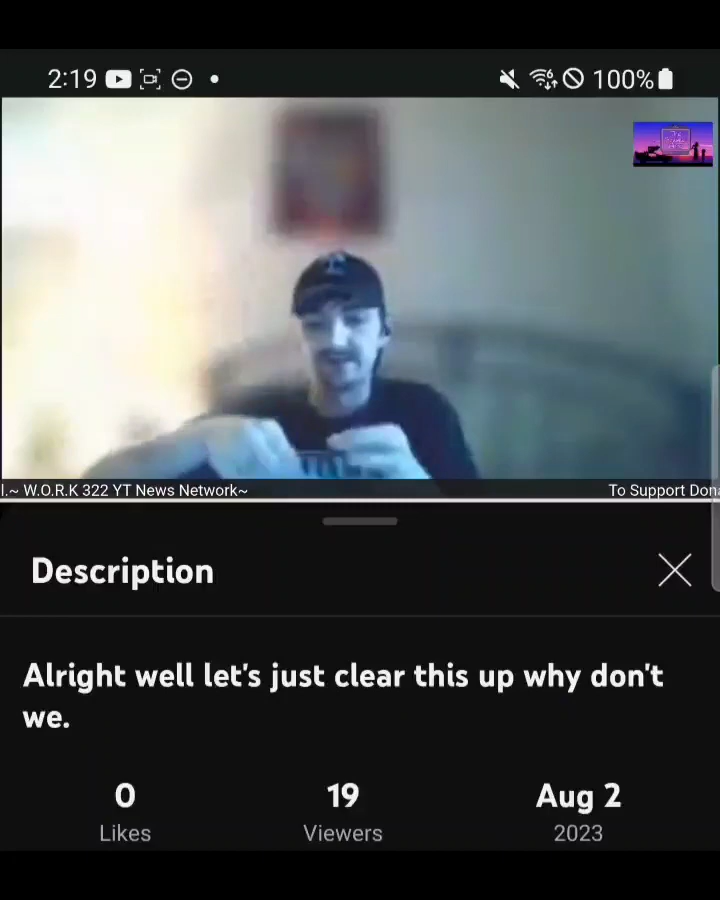 2:19
100%
I.~ W.O.R.K 322 YT News Network~
To Support Dona
Description
Alright well let's just clear this up why don't
we.
0
19
Aug 2
Likes
Viewers
2023